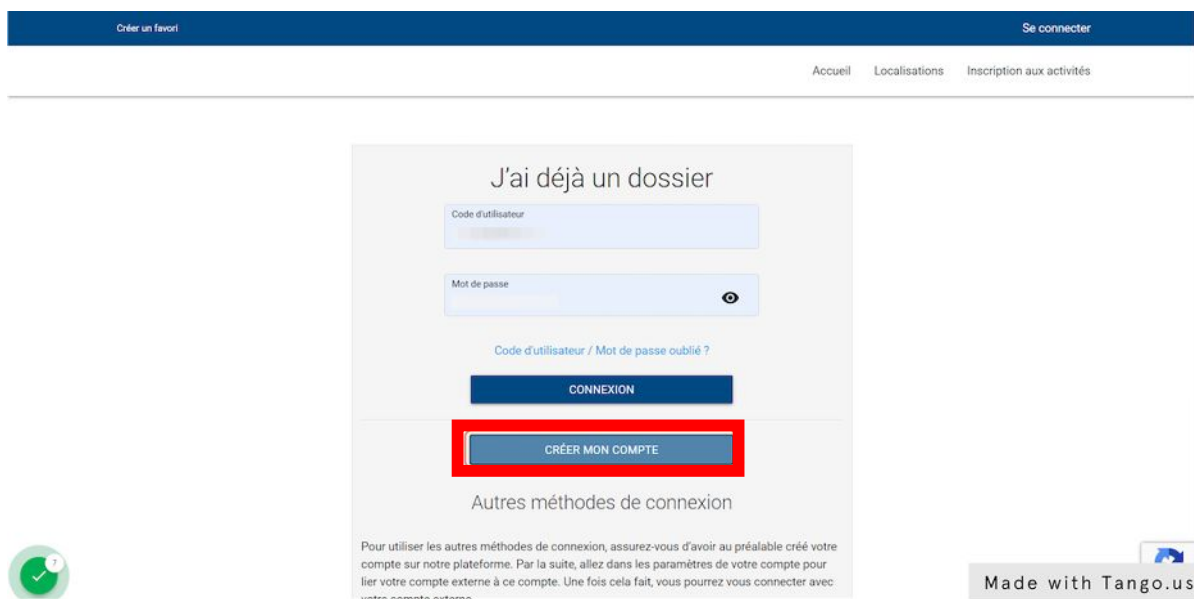 Créer un favori
Se connecter
Accueil Localisations Inscription aux activités
J'ai déjà un dossier
Code d'utilisateur
Mot de passe
Code d'utilisateur / Mot de passe oublié ?
CONNEXION
CRÉER MON COMPTE
Autres méthodes de connexion
Pour utiliser les autres méthodes de connexion, assurez-vous d'avoir au préalable créé votre
compte sur notre plateforme. Par la suite, allez dans les paramètres de votre compte pour
lier votre compte externe à ce compte. Une fois cela fait, vous pourrez vous connecter avec
votre compte externe
7
Made with Tango.us